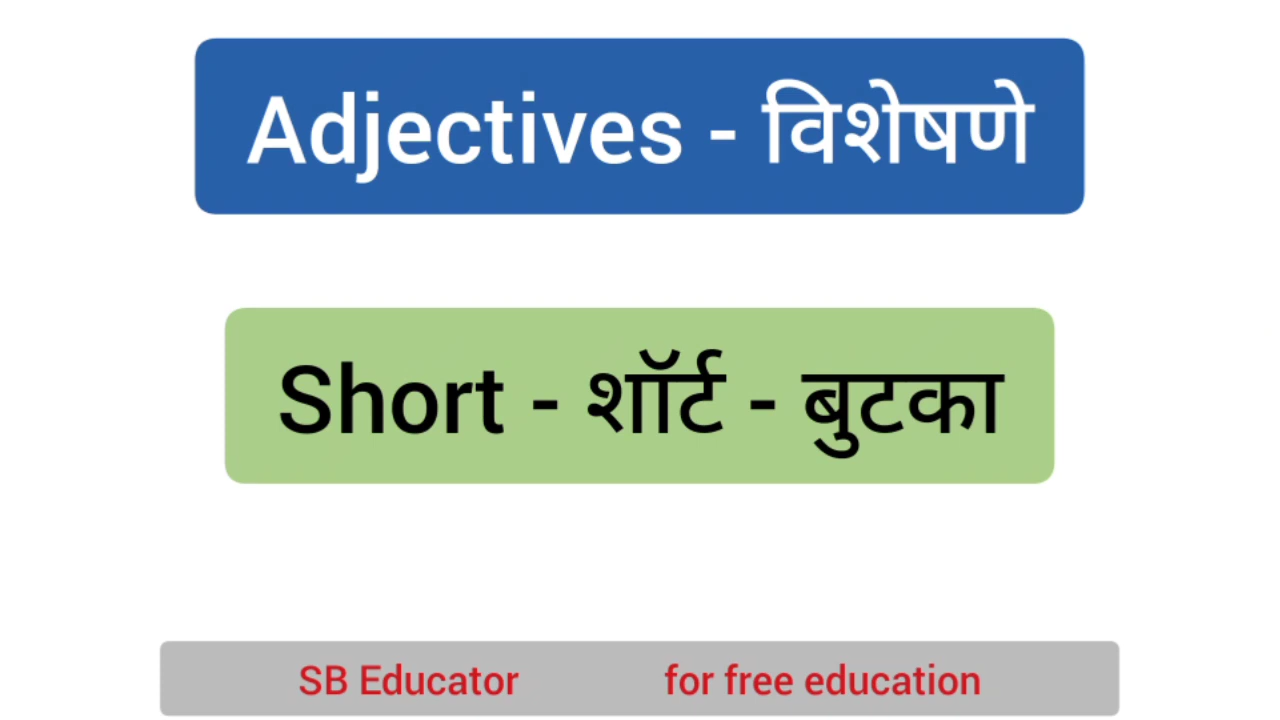 Adjectives - विशेषणे
Short - शॉर्ट - बुटका
SB Educator for free education